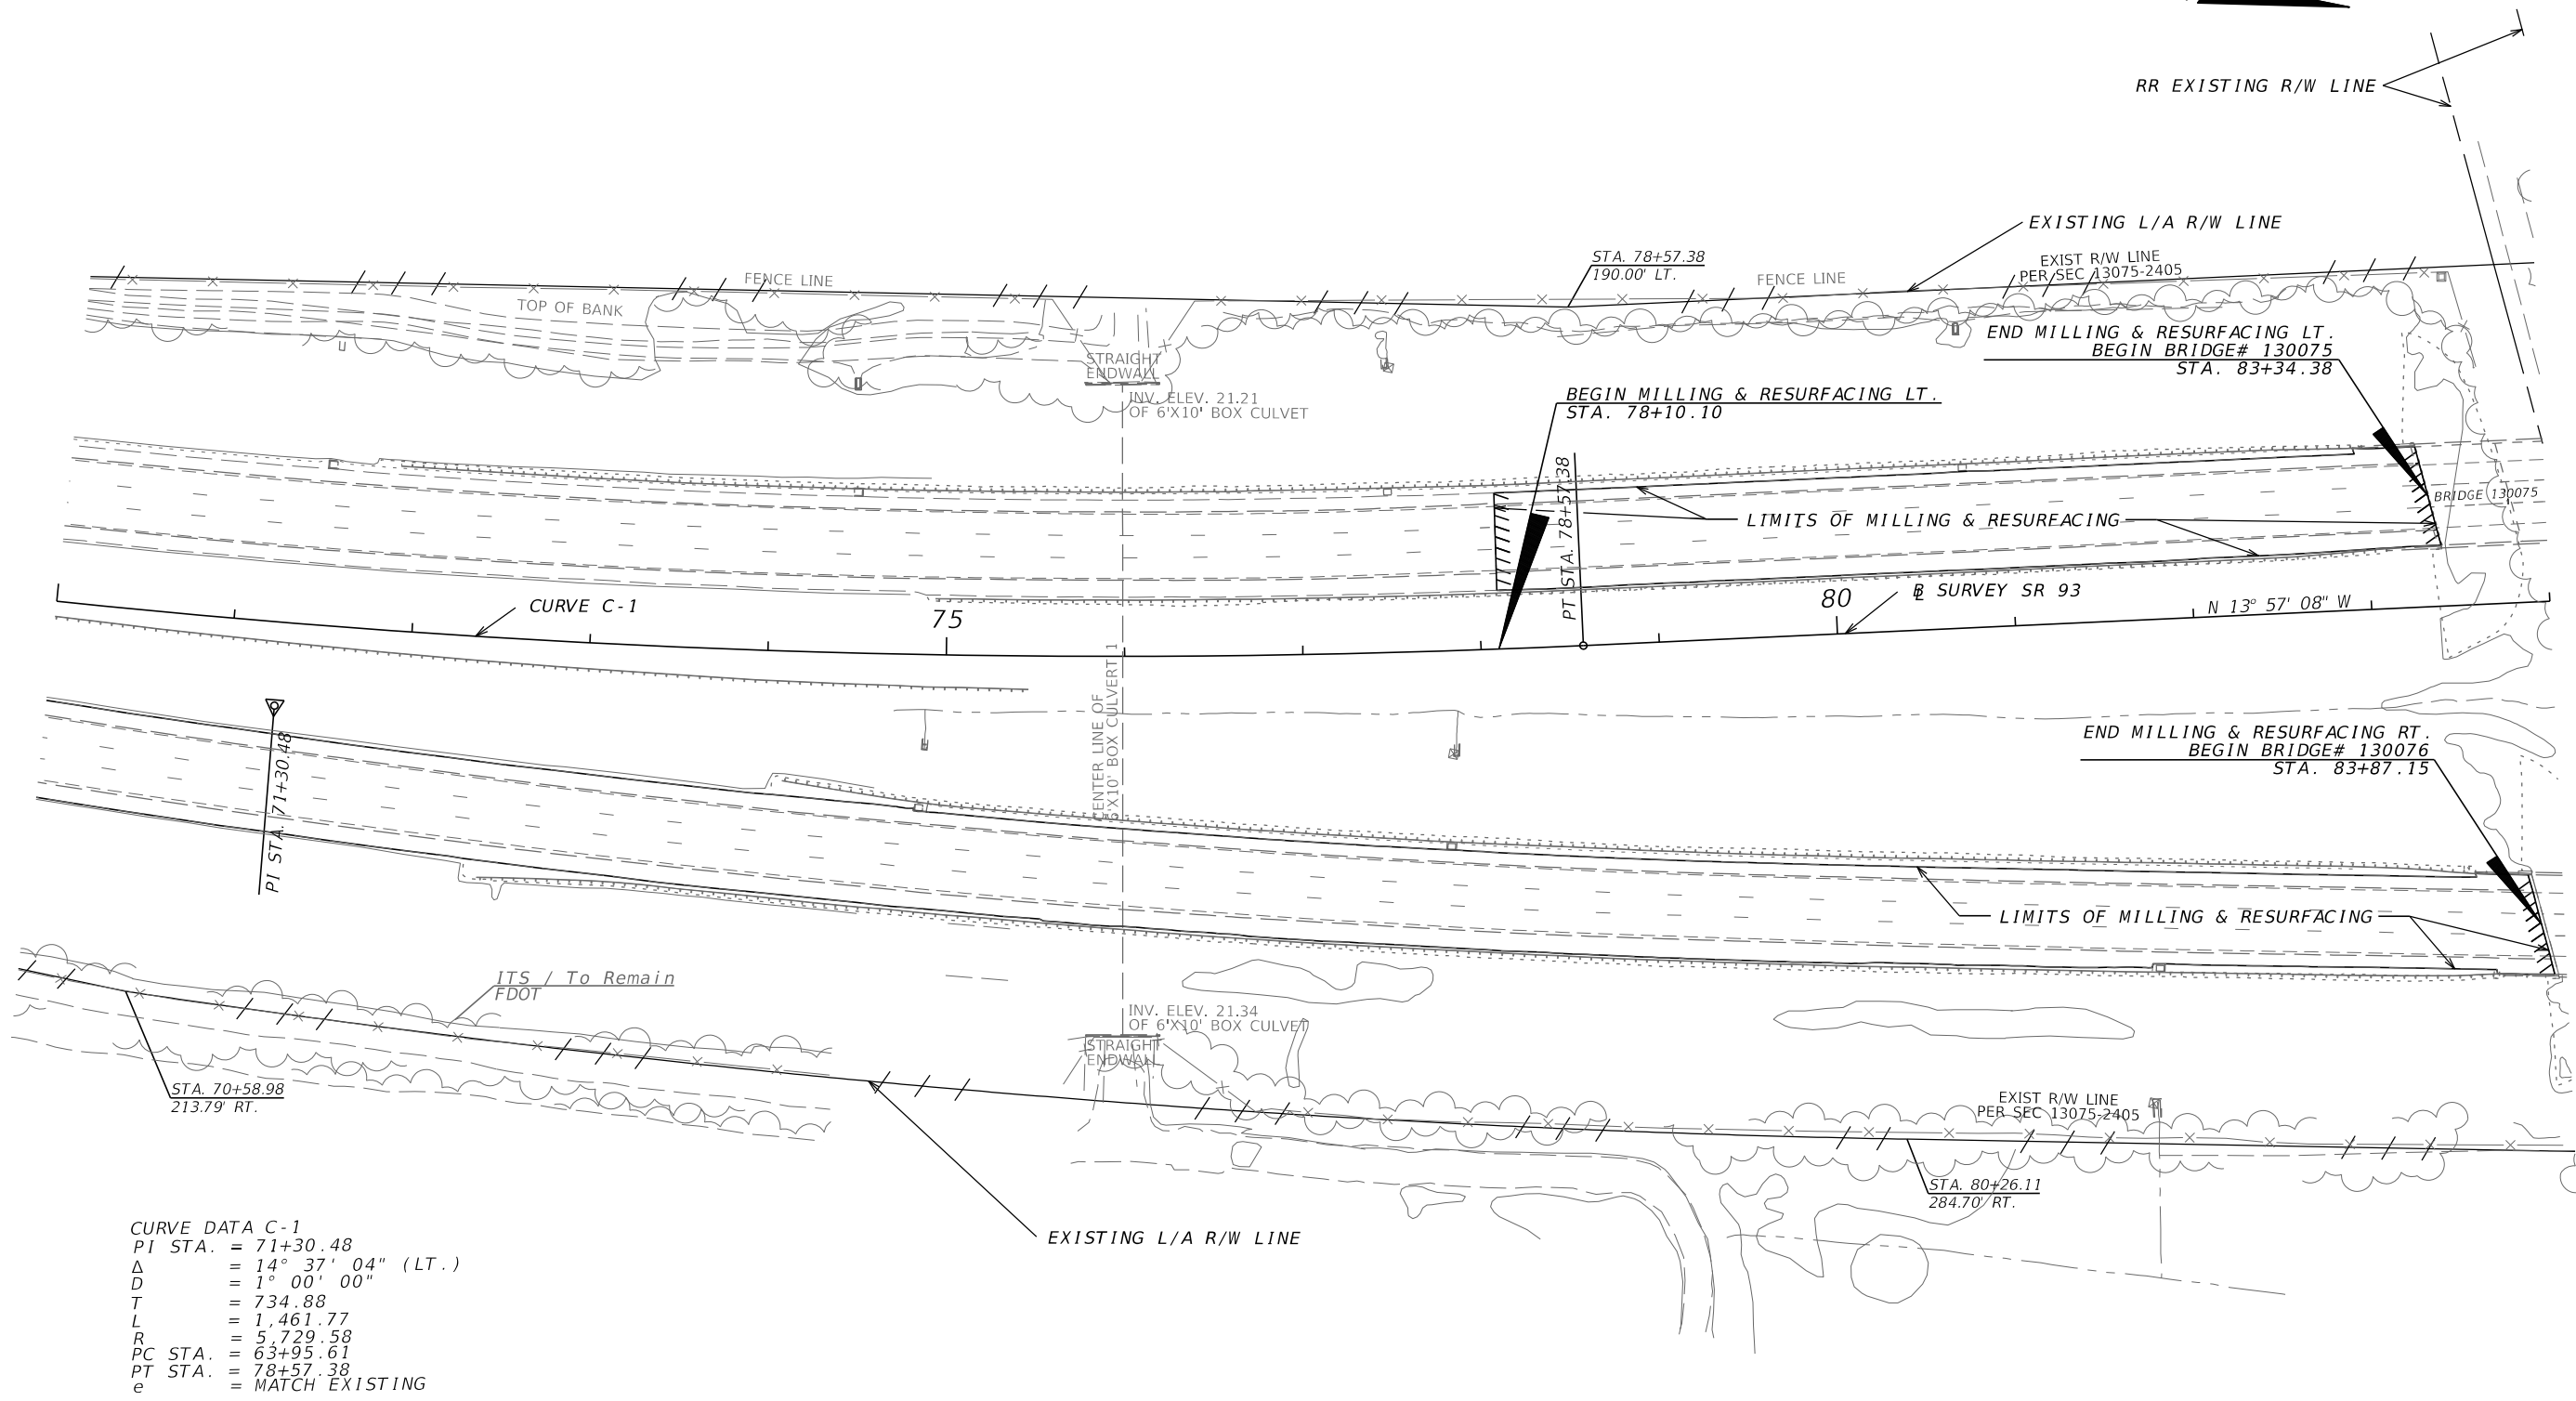 RR EXISTING R/W LINE
EXISTING L/A R/W LINE
STA. 78+57.38
190.00' LT.
EXIST R/W LINE
PER SEC 13075-2405
FENCE LINE
FENCE LINE
TOP OF BANK
END MILLING & RESURFACING LT.
BEGIN BRIDGE# 130075
STA. 83+34.38
STRAIGHT
ENDWALL
INV. ELEV. 21.21
OF 6'X10' BOX CULVET
BEGIN MILLING & RESURFACING LT.
STA. 78+10.10
PT STA. 78+57.38
BRIDGE 130075
LIMITS OF MILLING & RESURFACING
CURVE C-1
75
80
BL SURVEY SR 93
N 13° 57' 08" W
CENTER LINE OF
6'X10' BOX CULVERT 1
PI STA. 71+30.48
END MILLING & RESURFACING RT.
BEGIN BRIDGE# 130076
STA. 83+87.15
LIMITS OF MILLING & RESURFACING
ITS / To Remain
FDOT
INV. ELEV. 21.34
OF 6'X10' BOX CULVET
STRAIGHT
ENDWALL
STA. 70+58.98
213.79' RT.
EXIST R/W LINE
PER SEC 13075-2405
STA. 80+26.11
284.70' RT.
EXISTING L/A R/W LINE
CURVE DATA C-1
PI STA. = 71+30.48
Δ = 14° 37' 04" (LT.)
D = 1° 00' 00"
T = 734.88
L = 1,461.77
R = 5,729.58
PC STA. = 63+95.61
PT STA. = 78+57.38
e = MATCH EXISTING